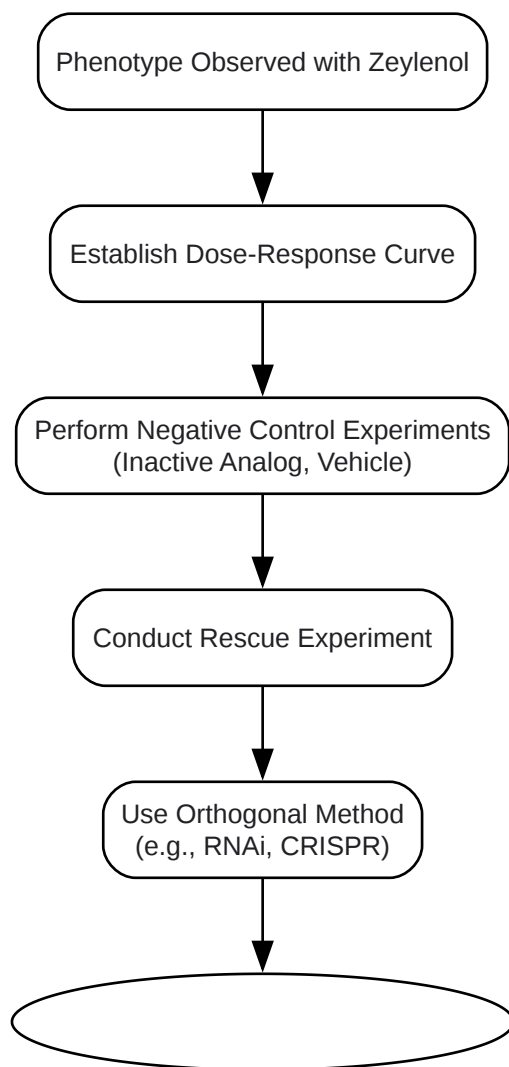 Phenotype Observed with Zeylenol
Establish Dose-Response Curve
Perform Negative Control Experiments
(Inactive Analog, Vehicle)
Conduct Rescue Experiment
Use Orthogonal Method
(e.g., RNAi, CRISPR)